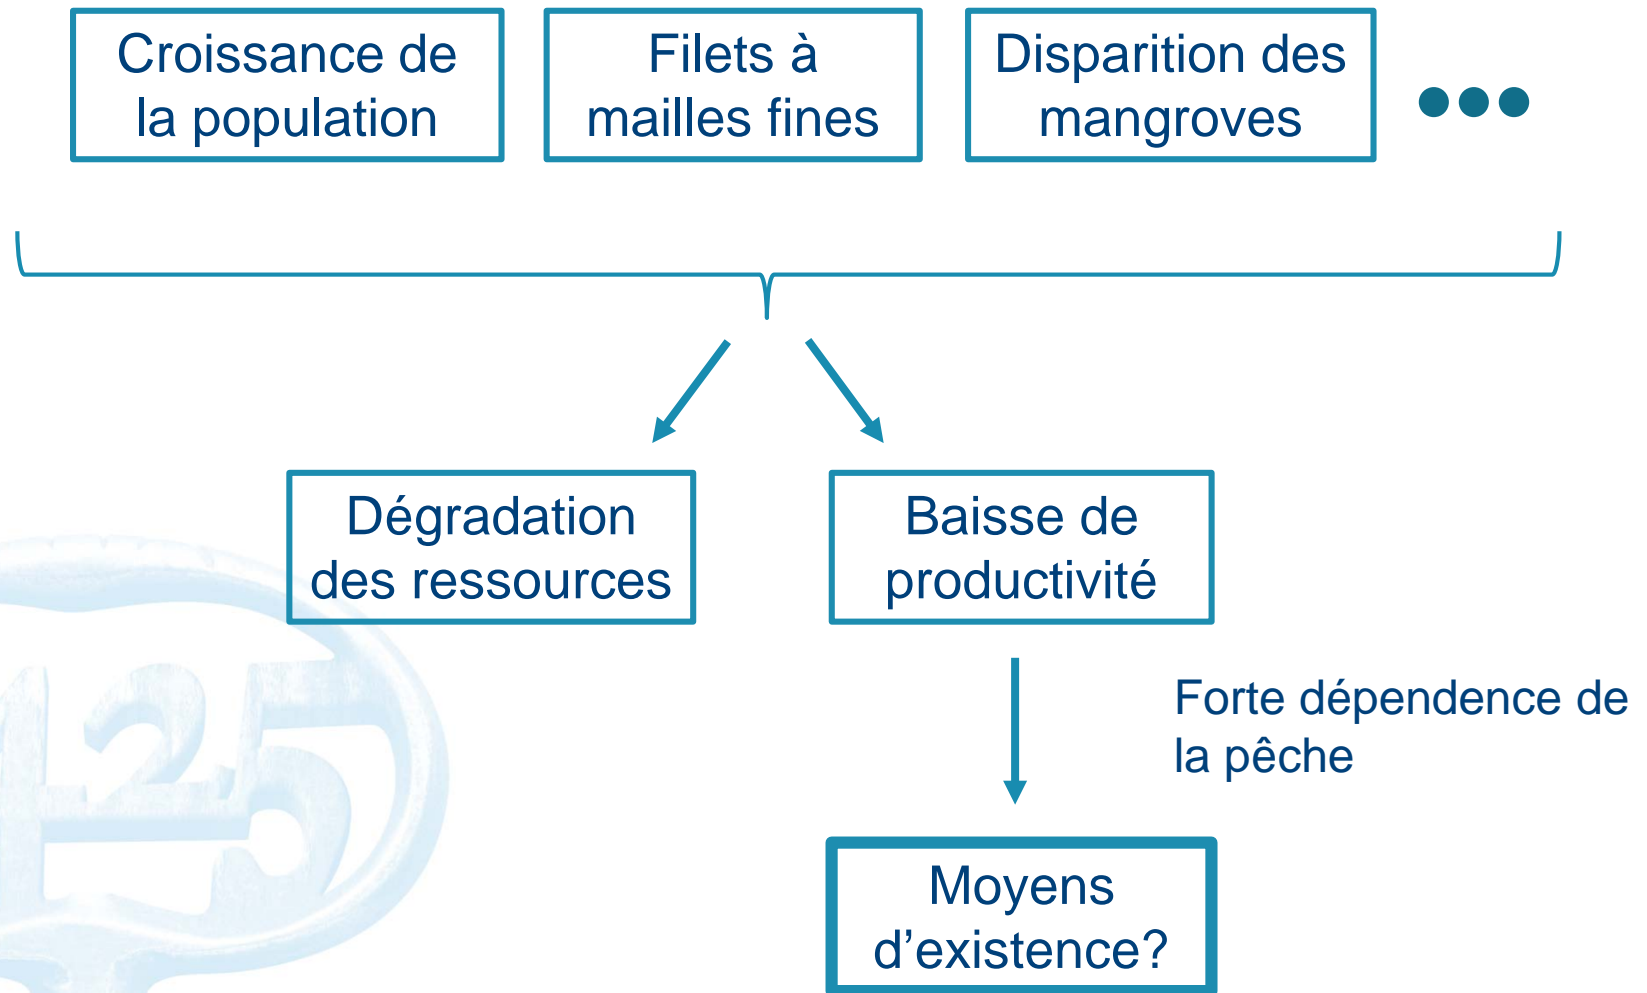 Croissance de
la population
Filets à
mailles fines
Disparition des
mangroves
Dégradation
des ressources
Baisse de
productivité
Forte dépendence de
la pêche
Moyens
d’existence?
125